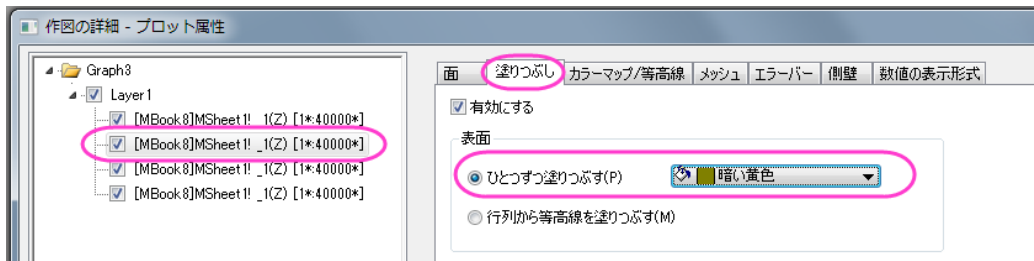 作図の詳細 - プロット属性
Graph3
Layer1
[MBook8]MSheet1! _1(Z) [1*:40000*]
[MBook8]MSheet1! _1(Z) [1*:40000*]
[MBook8]MSheet1! _1(Z) [1*:40000*]
[MBook8]MSheet1! _1(Z) [1*:40000*]
面 塗りつぶし カラーマップ/等高線 メッシュ エラーバー 側壁 数値の表示形式
有効にする
表面
ひとつずつ塗りつぶす(P) 暗い黄色
行列から等高線を塗りつぶす(M)